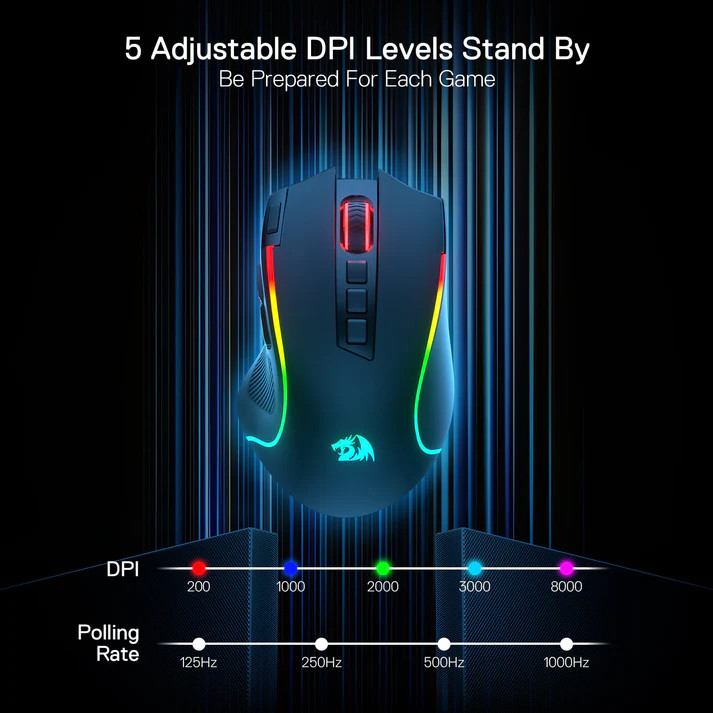 5 Adjustable DPI Levels Stand By
Be Prepared For Each Game
DPI
200 1000 2000 3000 8000
Polling
Rate
125Hz 250Hz 500Hz 1000Hz